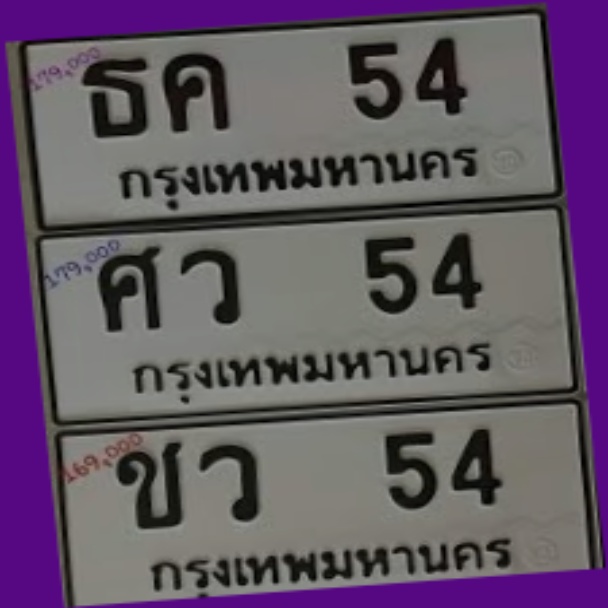 179,000
ธค 54
กรุงเทพมหานคร
179,000
ศว 54
กรุงเทพมหานคร
169,000
ชว 54
กรุงเทพมหานคร